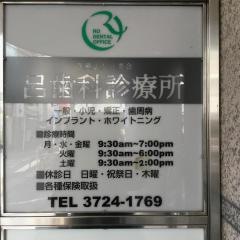 RO
DENTAL
OFFICE
呂歯科診療所
一般・小児・矯正・歯周病
インプラント・ホワイトニング
■診療時間
月・水・金曜 9:30am~7:00pm
火曜 9:30am~6:00pm
土曜 9:30am~2:00pm
■休診日 日曜・祝祭日・木曜
■各種保険取扱
TEL 3724-1769